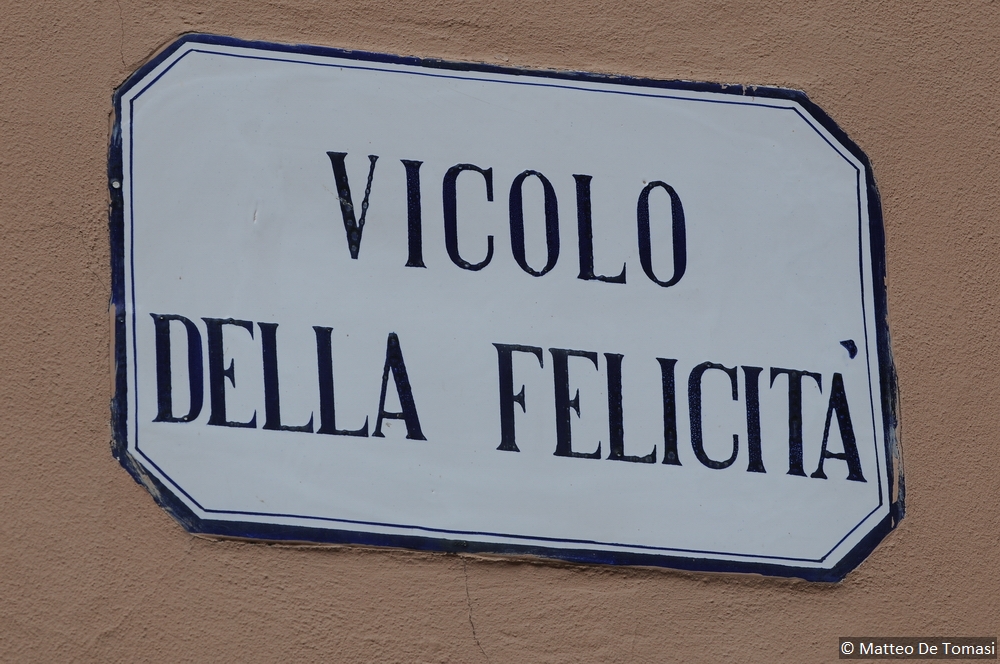 VICOLO
DELLA FELICITÀ
© Matteo De Tomasi